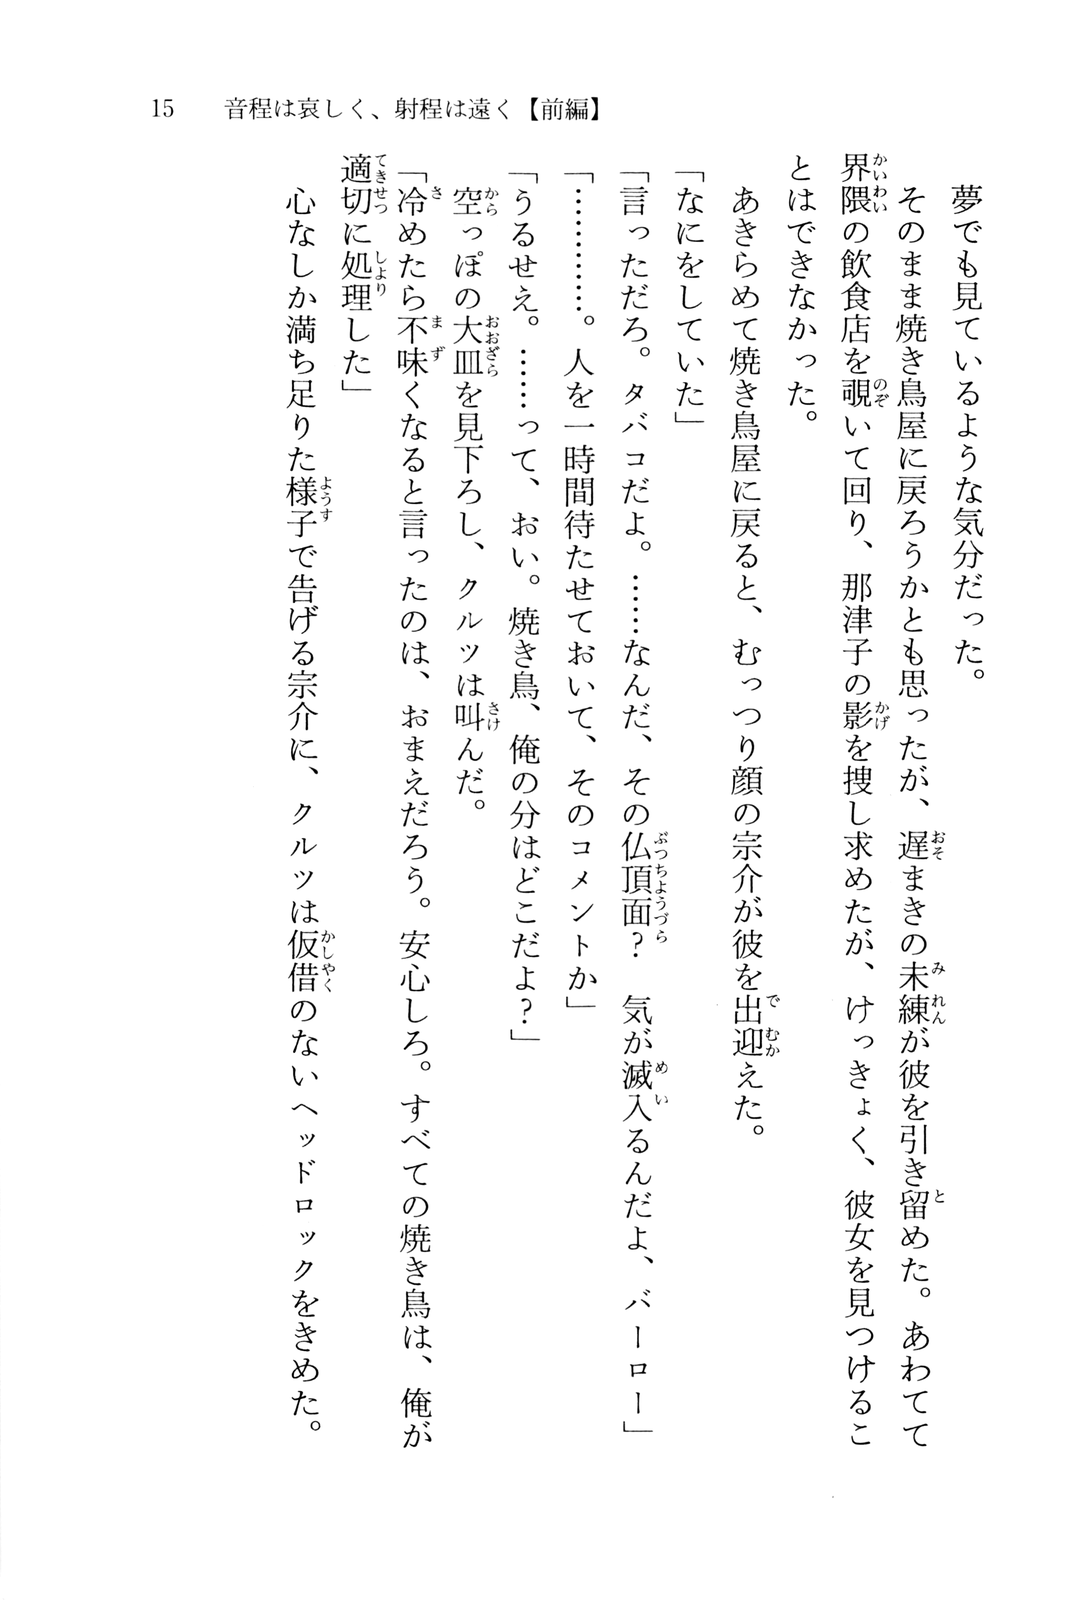 15　音程は哀しく、射程は遠く【前編】
夢でも見ているような気分だった。
そのまま焼き鳥屋に戻ろうかとも思ったが、遅まきの未練が彼を引き留めた。あわてて
界隈の飲食店を覗いて回り、那津子の影を捜し求めたが、けっきょく、彼女を見つけるこ
とはできなかった。
あきらめて焼き鳥屋に戻ると、むっつり顔の宗介が彼を出迎えた。
「なにをしていた」
「言っただろ。タバコだよ。……なんだ、その仏頂面？　気が滅入るんだよ、バーロー」
「…………。人を一時間待たせておいて、そのコメントか」
「うるせえ。……って、おい。焼き鳥、俺の分はどこだよ？」
空っぽの大皿を見下ろし、クルツは叫んだ。
「冷めたら不味くなると言ったのは、おまえだろう。安心しろ。すべての焼き鳥は、俺が
適切に処理した」
心なしか満ち足りた様子で告げる宗介に、クルツは仮借のないヘッドロックをきめた。